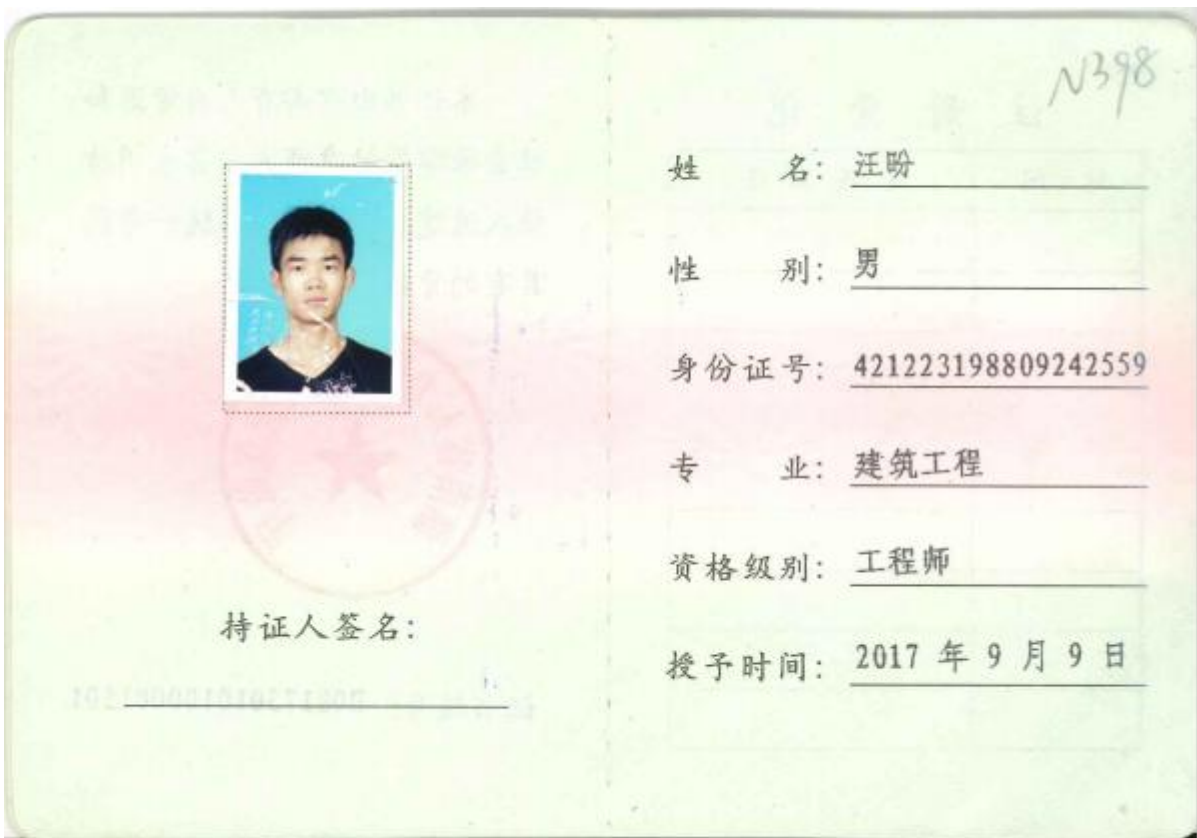 N398
姓 名: 汪盼
性 别: 男
身份证号: 421223198809242559
专 业: 建筑工程
资格级别: 工程师
持证人签名:
授予时间: 2017 年 9 月 9 日